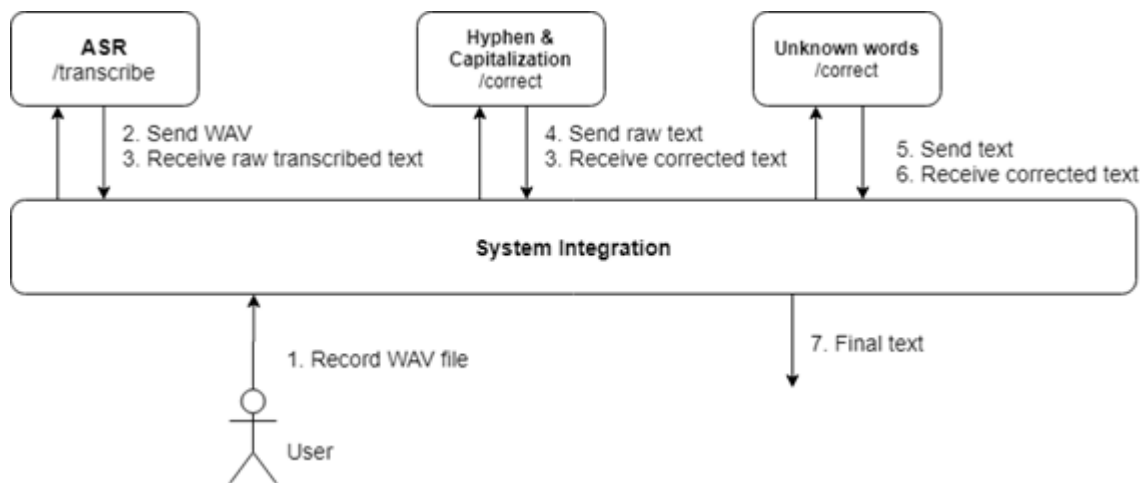 ASR
/transcribe
Hyphen &
Capitalization
/correct
Unknown words
/correct
2. Send WAV
3. Receive raw transcribed text
4. Send raw text
3. Receive corrected text
5. Send text
6. Receive corrected text
System Integration
1. Record WAV file
7. Final text
User